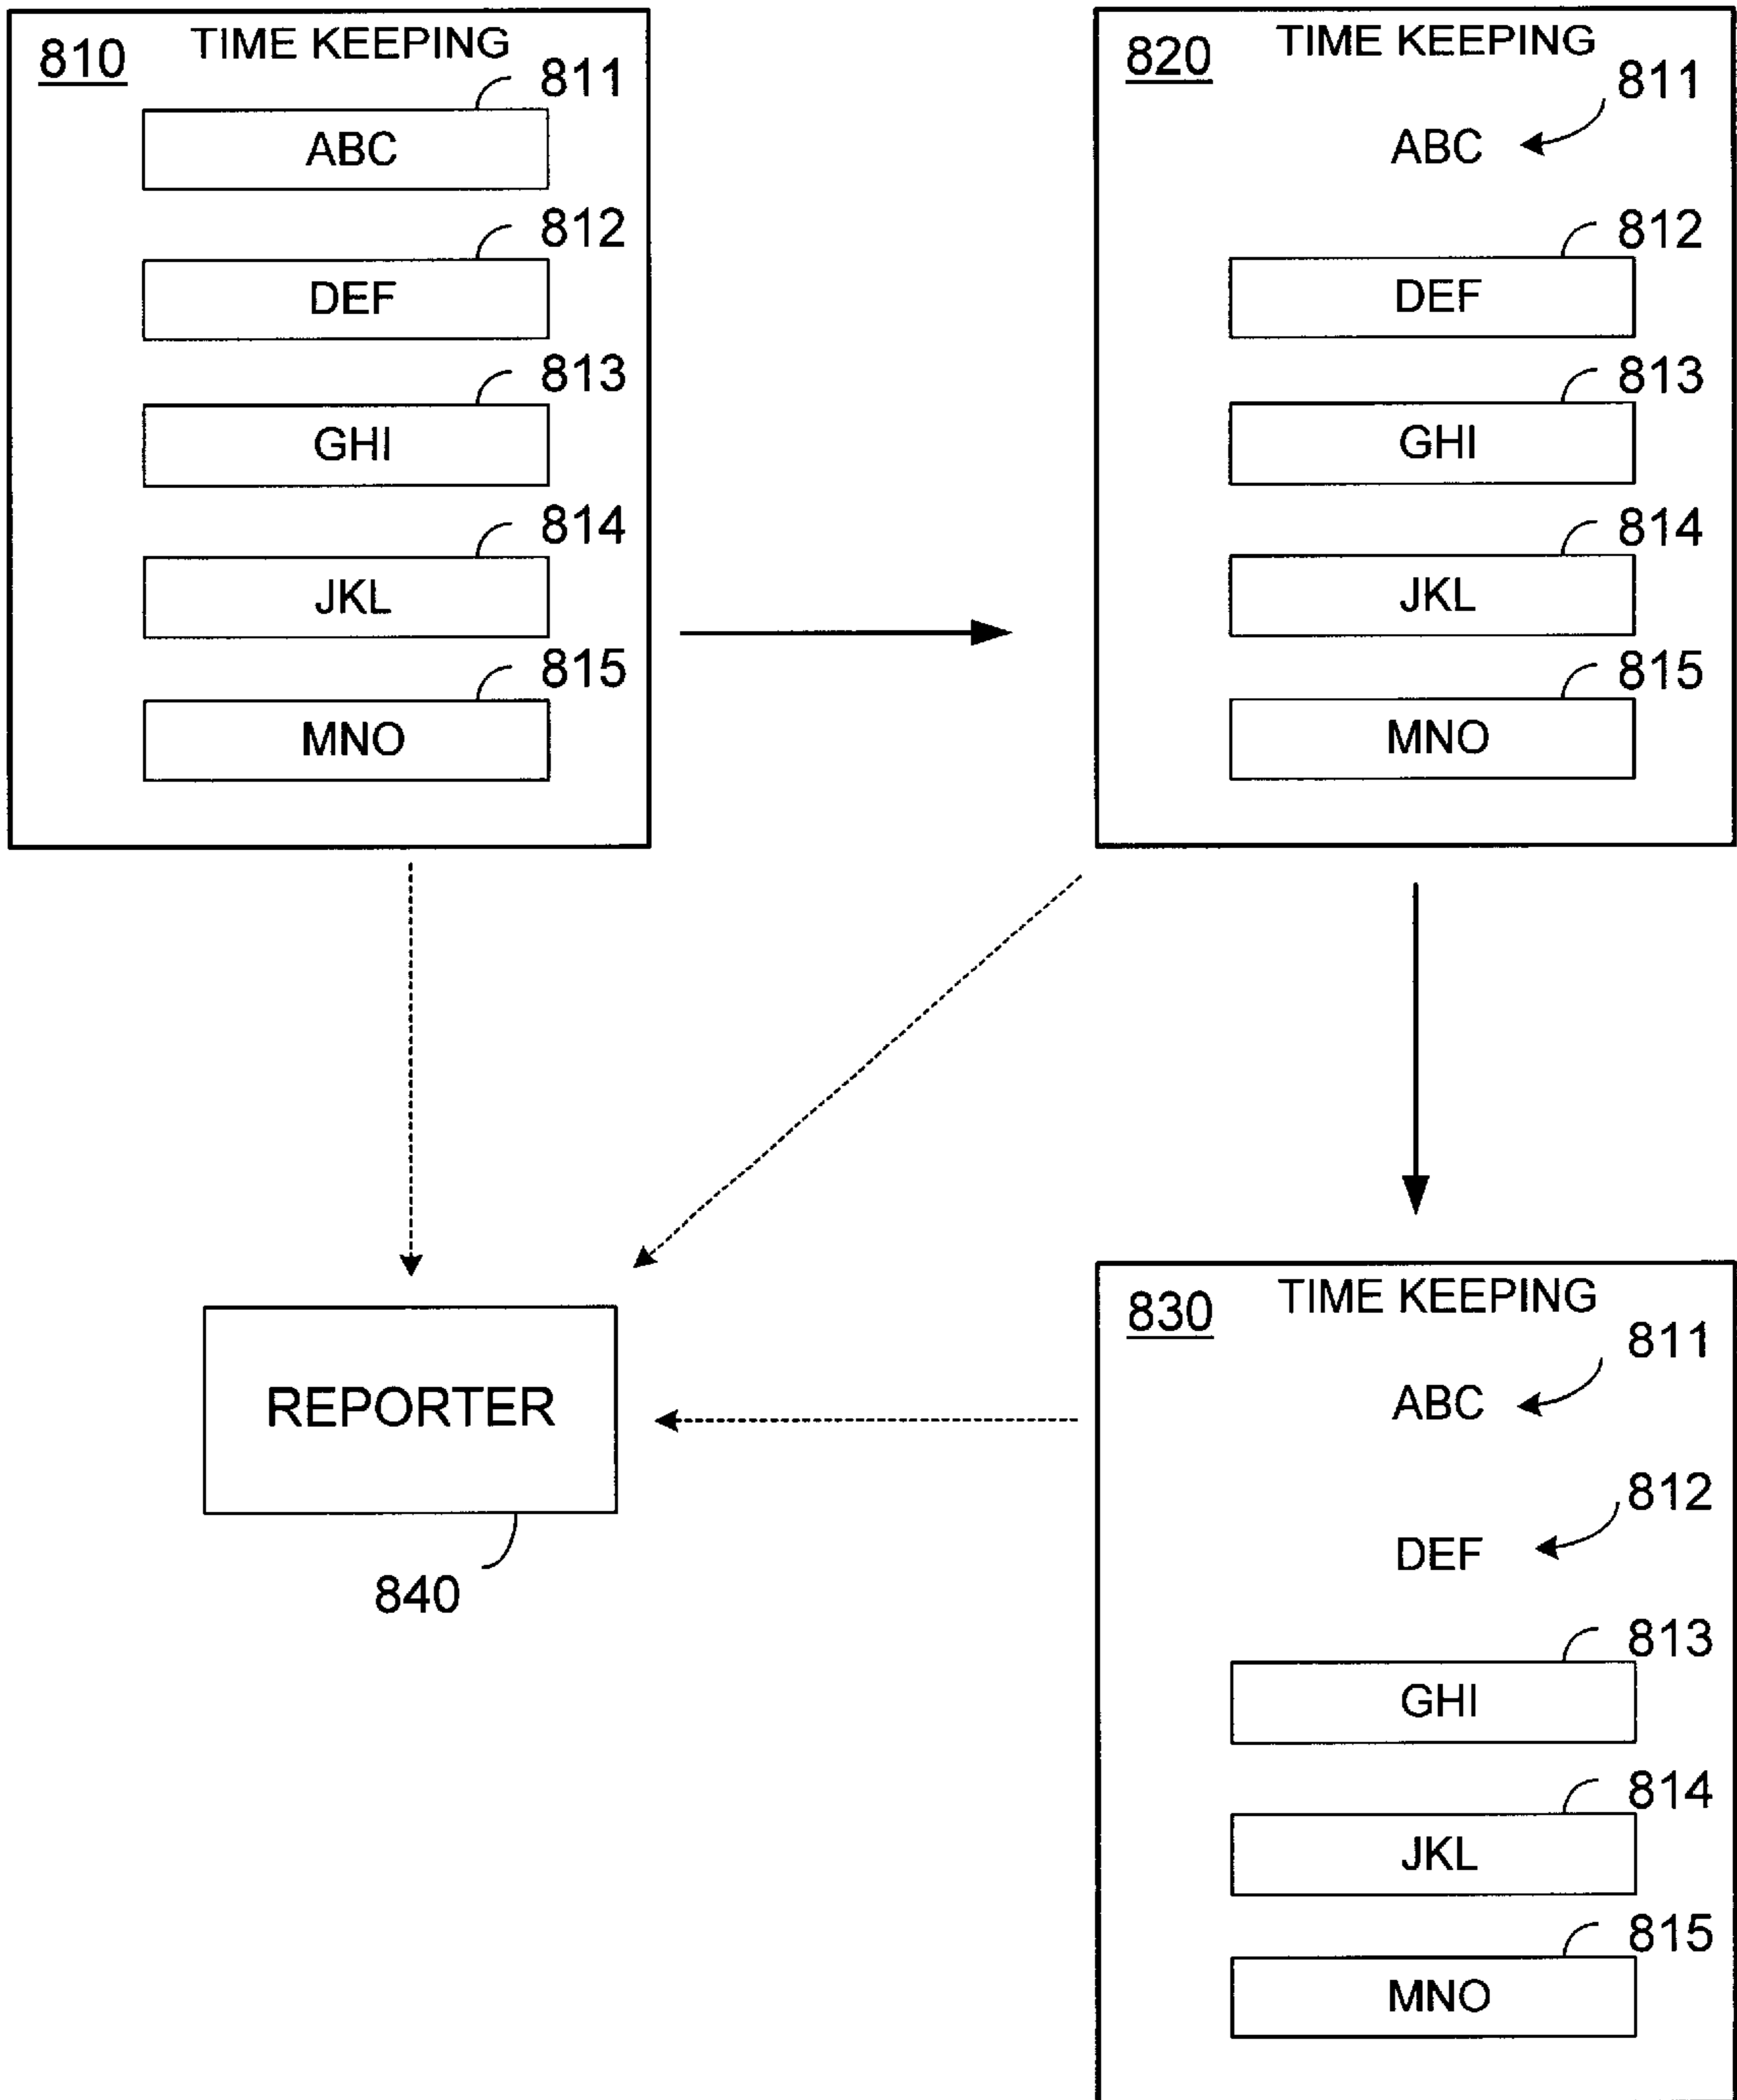 810 TIME KEEPING
811
ABC
812
DEF
813
GHI
814
JKL
815
MNO
820 TIME KEEPING
811
ABC
812
DEF
813
GHI
814
JKL
815
MNO
REPORTER
840
830 TIME KEEPING
811
ABC
812
DEF
813
GHI
814
JKL
815
MNO